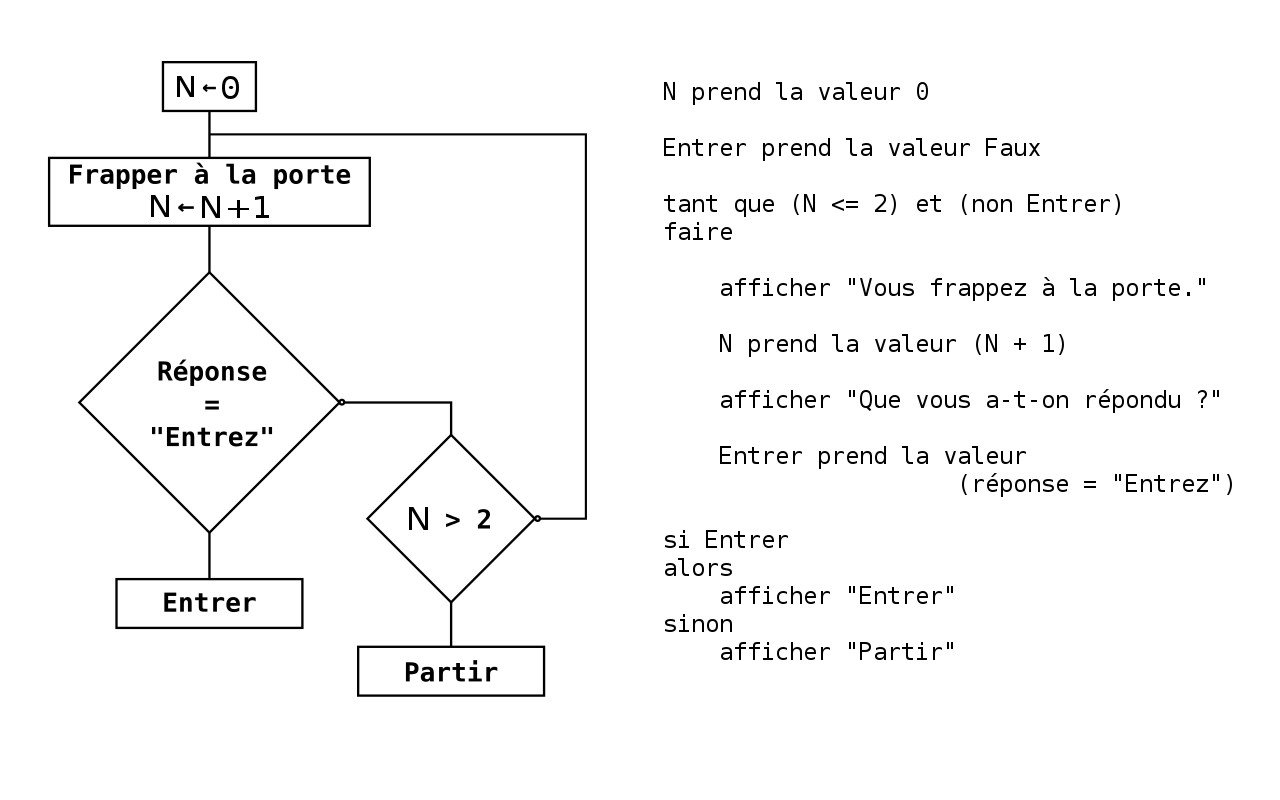 N←0
Frapper à la porte
N←N+1
Réponse
=
"Entrez"
N > 2
Entrer
Partir
N prend la valeur 0
Entrer prend la valeur Faux
tant que (N <= 2) et (non Entrer)
faire
afficher "Vous frappez à la porte."
N prend la valeur (N + 1)
afficher "Que vous a-t-on répondu ?"
Entrer prend la valeur
(réponse = "Entrez")
si Entrer
alors
afficher "Entrer"
sinon
afficher "Partir"